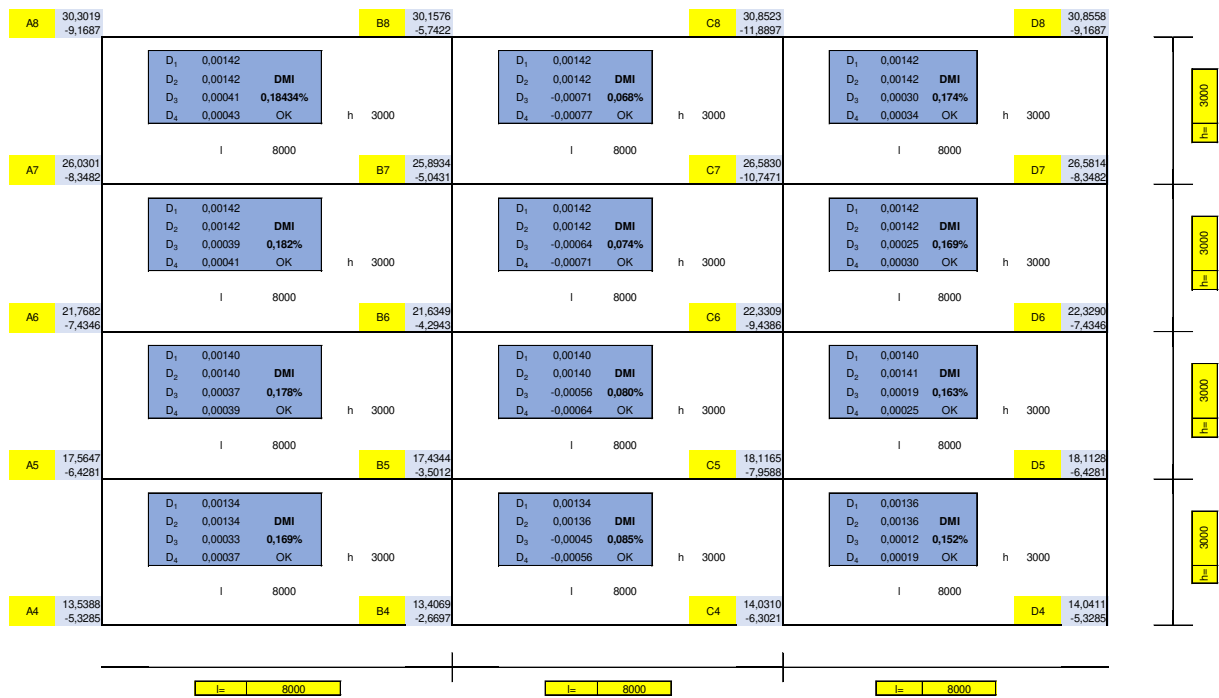 A8 30,3019 B8 30,1576 C8 30,8523 D8 30,8558
-9,1687 -5,7422 -11,8897 -9,1687
D₁ 0,00142 D₁ 0,00142 D₁ 0,00142
D₂ 0,00142 DMI D₂ 0,00142 DMI D₂ 0,00142 DMI
D₃ 0,00041 0,18434% D₃ -0,00071 0,068% D₃ 0,00030 0,174%
D₄ 0,00043 OK h 3000 D₄ -0,00077 OK h 3000 D₄ 0,00034 OK h 3000 h= 3000
l 8000 l 8000 l 8000
A7 26,0301 B7 25,8934 C7 26,5830 D7 26,5814
-8,3482 -5,0431 -10,7471 -8,3482
D₁ 0,00142 D₁ 0,00142 D₁ 0,00142
D₂ 0,00142 DMI D₂ 0,00142 DMI D₂ 0,00142 DMI
D₃ 0,00039 0,182% D₃ -0,00064 0,074% D₃ 0,00025 0,169%
D₄ 0,00041 OK h 3000 D₄ -0,00071 OK h 3000 D₄ 0,00030 OK h 3000 h= 3000
l 8000 l 8000 l 8000
A6 21,7682 B6 21,6349 C6 22,3309 D6 22,3290
-7,4346 -4,2943 -9,4386 -7,4346
D₁ 0,00140 D₁ 0,00140 D₁ 0,00140
D₂ 0,00140 DMI D₂ 0,00140 DMI D₂ 0,00141 DMI
D₃ 0,00037 0,178% D₃ -0,00056 0,080% D₃ 0,00019 0,163%
D₄ 0,00039 OK h 3000 D₄ -0,00064 OK h 3000 D₄ 0,00025 OK h 3000 h= 3000
l 8000 l 8000 l 8000
A5 17,5647 B5 17,4344 C5 18,1165 D5 18,1128
-6,4281 -3,5012 -7,9588 -6,4281
D₁ 0,00134 D₁ 0,00134 D₁ 0,00136
D₂ 0,00134 DMI D₂ 0,00136 DMI D₂ 0,00136 DMI
D₃ 0,00033 0,169% D₃ -0,00045 0,085% D₃ 0,00012 0,152%
D₄ 0,00037 OK h 3000 D₄ -0,00056 OK h 3000 D₄ 0,00019 OK h 3000 h= 3000
l 8000 l 8000 l 8000
A4 13,5388 B4 13,4069 C4 14,0310 D4 14,0411
-5,3285 -2,6697 -6,3021 -5,3285
l= 8000 l= 8000 l= 8000